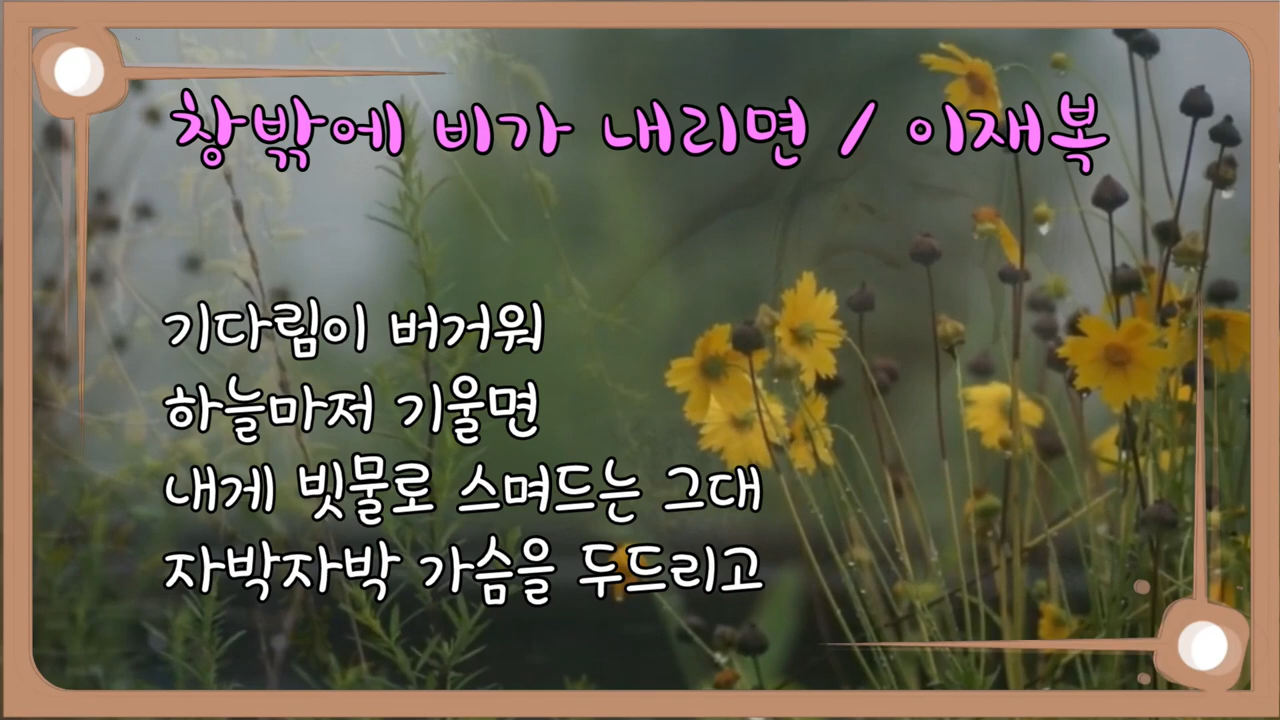 창밖에 비가 내리면 / 이재복
기다림이 버거워
하늘마저 기울면
내게 빗물로 스며드는 그대
자박자박 가슴을 두드리고